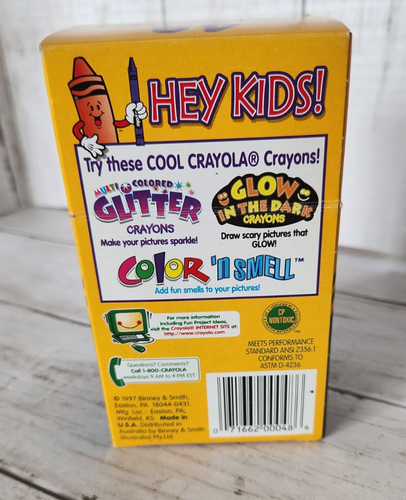 HEY KIDS!
Try these COOL CRAYOLA® Crayons!
MULTI COLORED
GLITTER
CRAYONS
Make your pictures sparkle!
GLOW
IN THE DARK
CRAYONS
Draw scary pictures that
GLOW!
COLOR 'n SMELL™
Add fun smells to your pictures!
For more information
including Fun Project Ideas,
visit the Crayola® INTERNET SITE at:
http://www.crayola.com
CP
NONTOXIC
MEETS PERFORMANCE
STANDARD ANSI Z356.1
CONFORMS TO
ASTM D-4236
Questions? Comments?
Call 1-800-CRAYOLA
weekdays 9 AM to 4 PM EST
© 1997 Binney & Smith,
Easton, PA 18044-0431.
Mfg. Loc.: Easton, PA,
Winfield, KS. Made in
U.S.A. Distributed in
Australia by Binney & Smith
(Australia) Pty.Ltd.
0 71662 00048 6